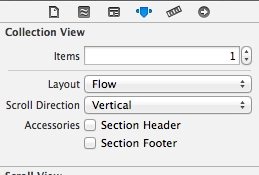 Collection View
Items 1
Layout Flow
Scroll Direction Vertical
Accessories Section Header
Section Footer
Scroll View